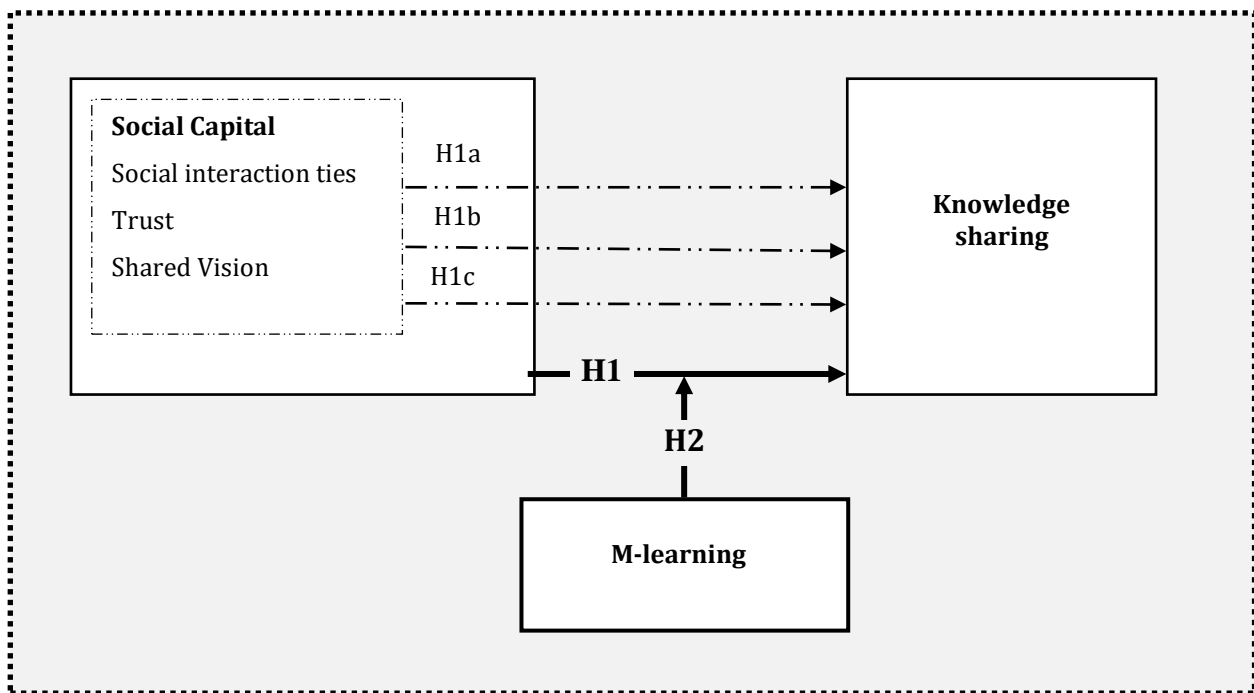 Social Capital
Social interaction ties
Trust
Shared Vision
H1a
H1b
H1c
H1
H2
Knowledge
sharing
M-learning